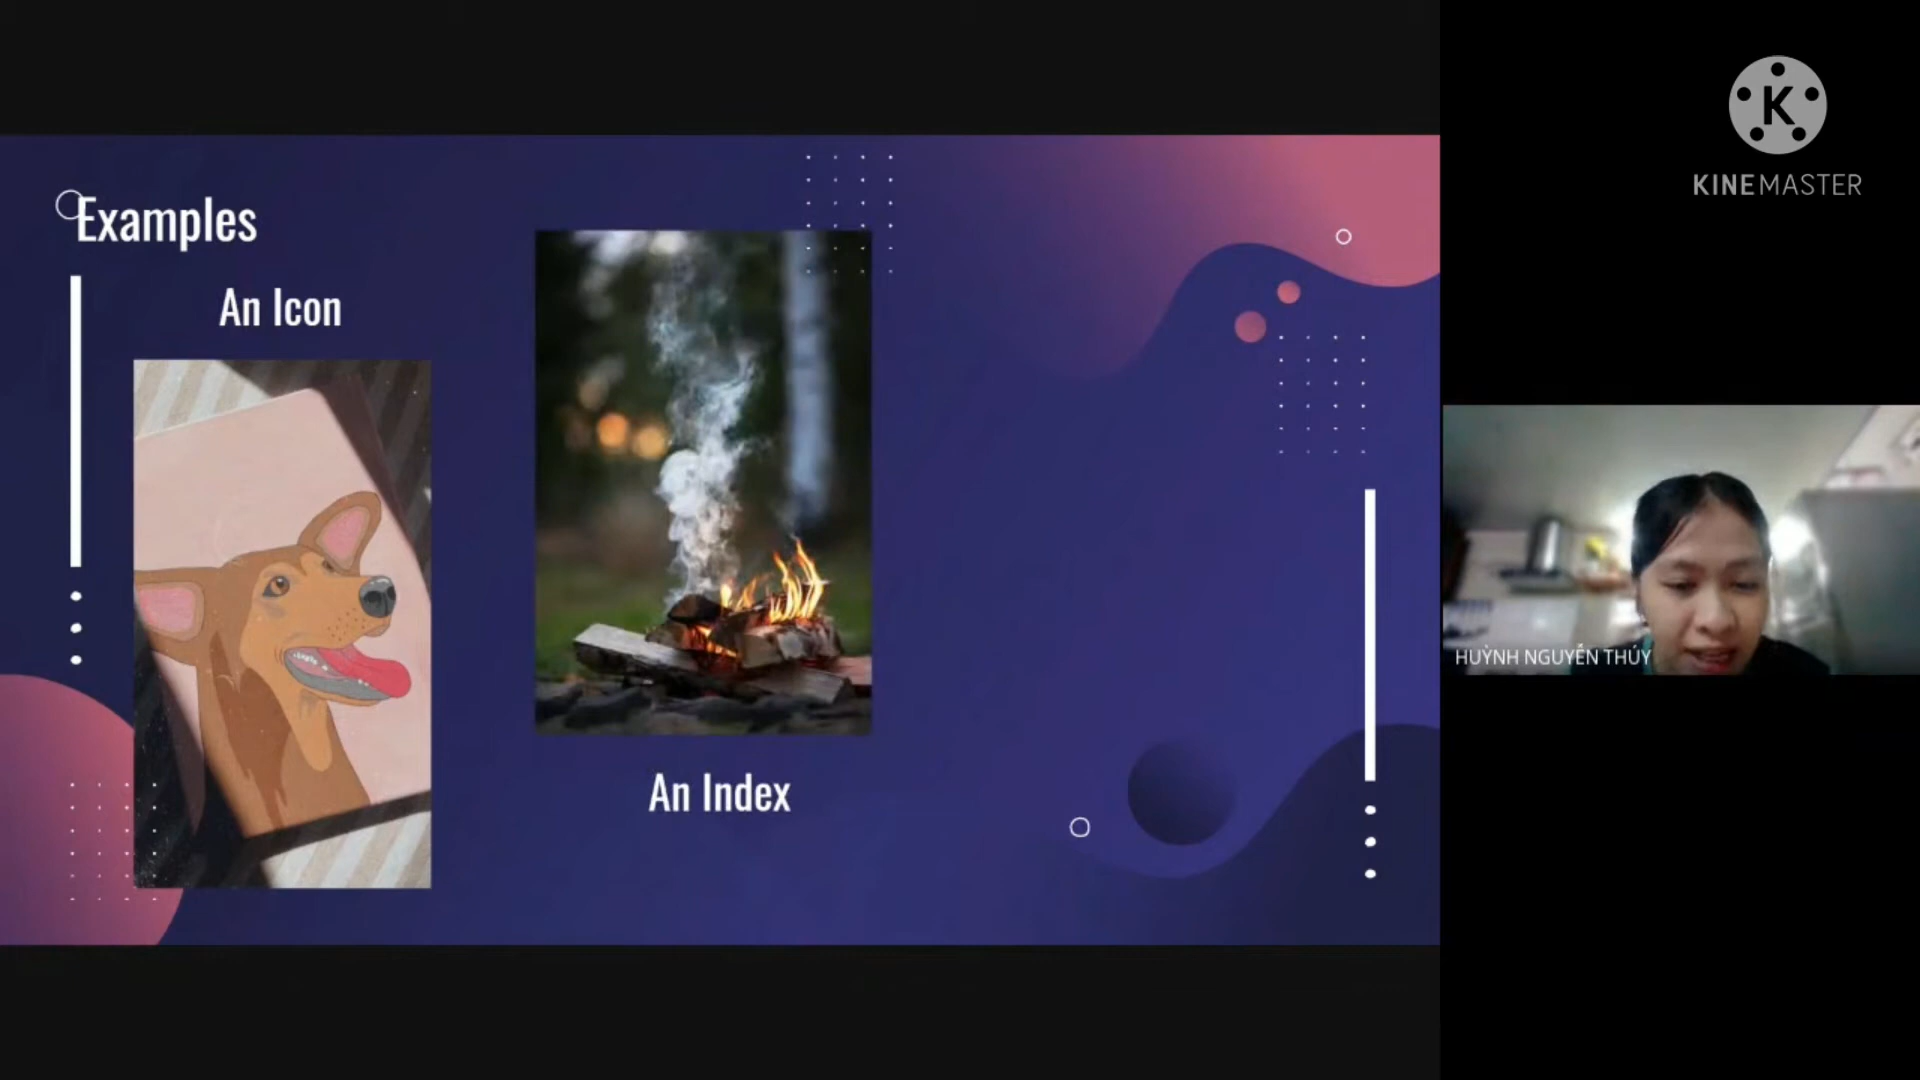 Examples
An Icon
An Index
K
KINEMASTER
HUỲNH NGUYỄN THÚY